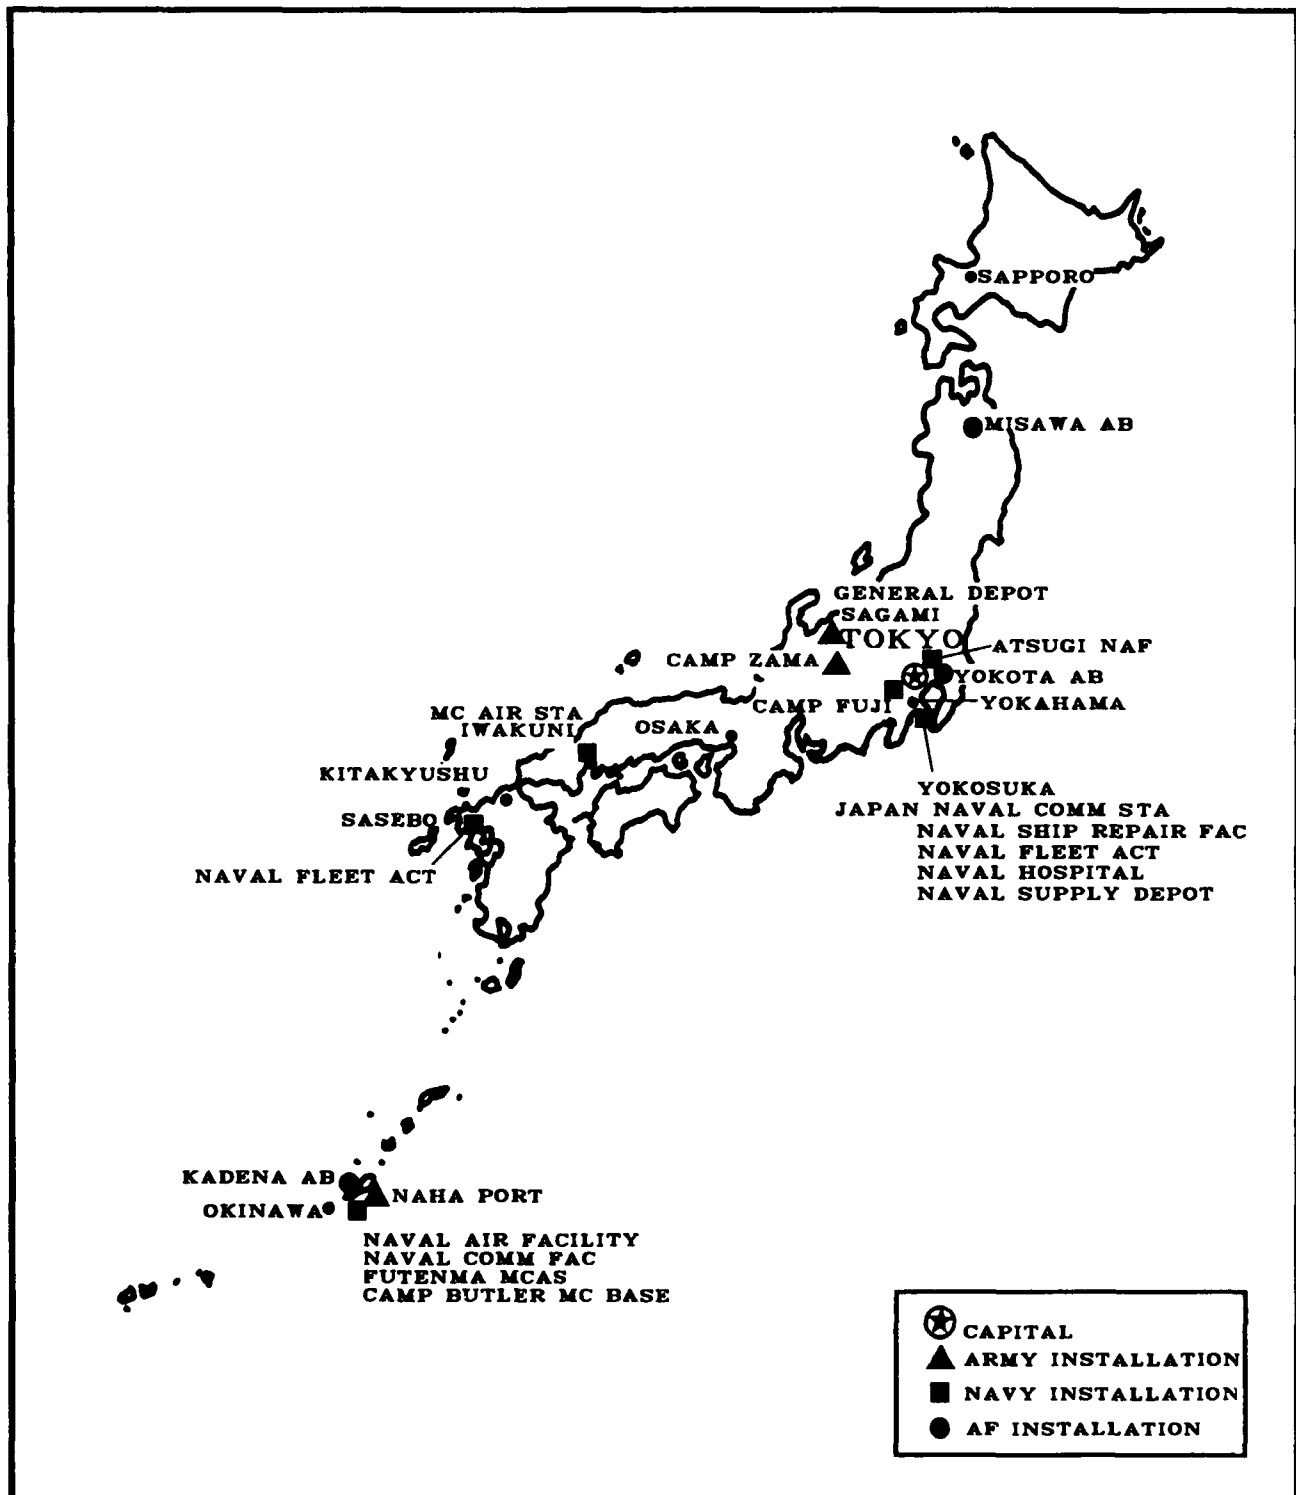 SAPPORO
MISAWA AB
GENERAL DEPOT
SAGAMI
TOKYO
ATSUGI NAF
CAMP ZAMA
YOKOTA AB
CAMP FUJI
YOKAHAMA
MC AIR STA
IWAKUNI
OSAKA
KITAKYUSHU
SASEBO
NAVAL FLEET ACT
YOKOSUKA
JAPAN NAVAL COMM STA
NAVAL SHIP REPAIR FAC
NAVAL FLEET ACT
NAVAL HOSPITAL
NAVAL SUPPLY DEPOT
KADENA AB
NAHA PORT
OKINAWA
NAVAL AIR FACILITY
NAVAL COMM FAC
FUTENMA MCAS
CAMP BUTLER MC BASE
CAPITAL
ARMY INSTALLATION
NAVY INSTALLATION
AF INSTALLATION